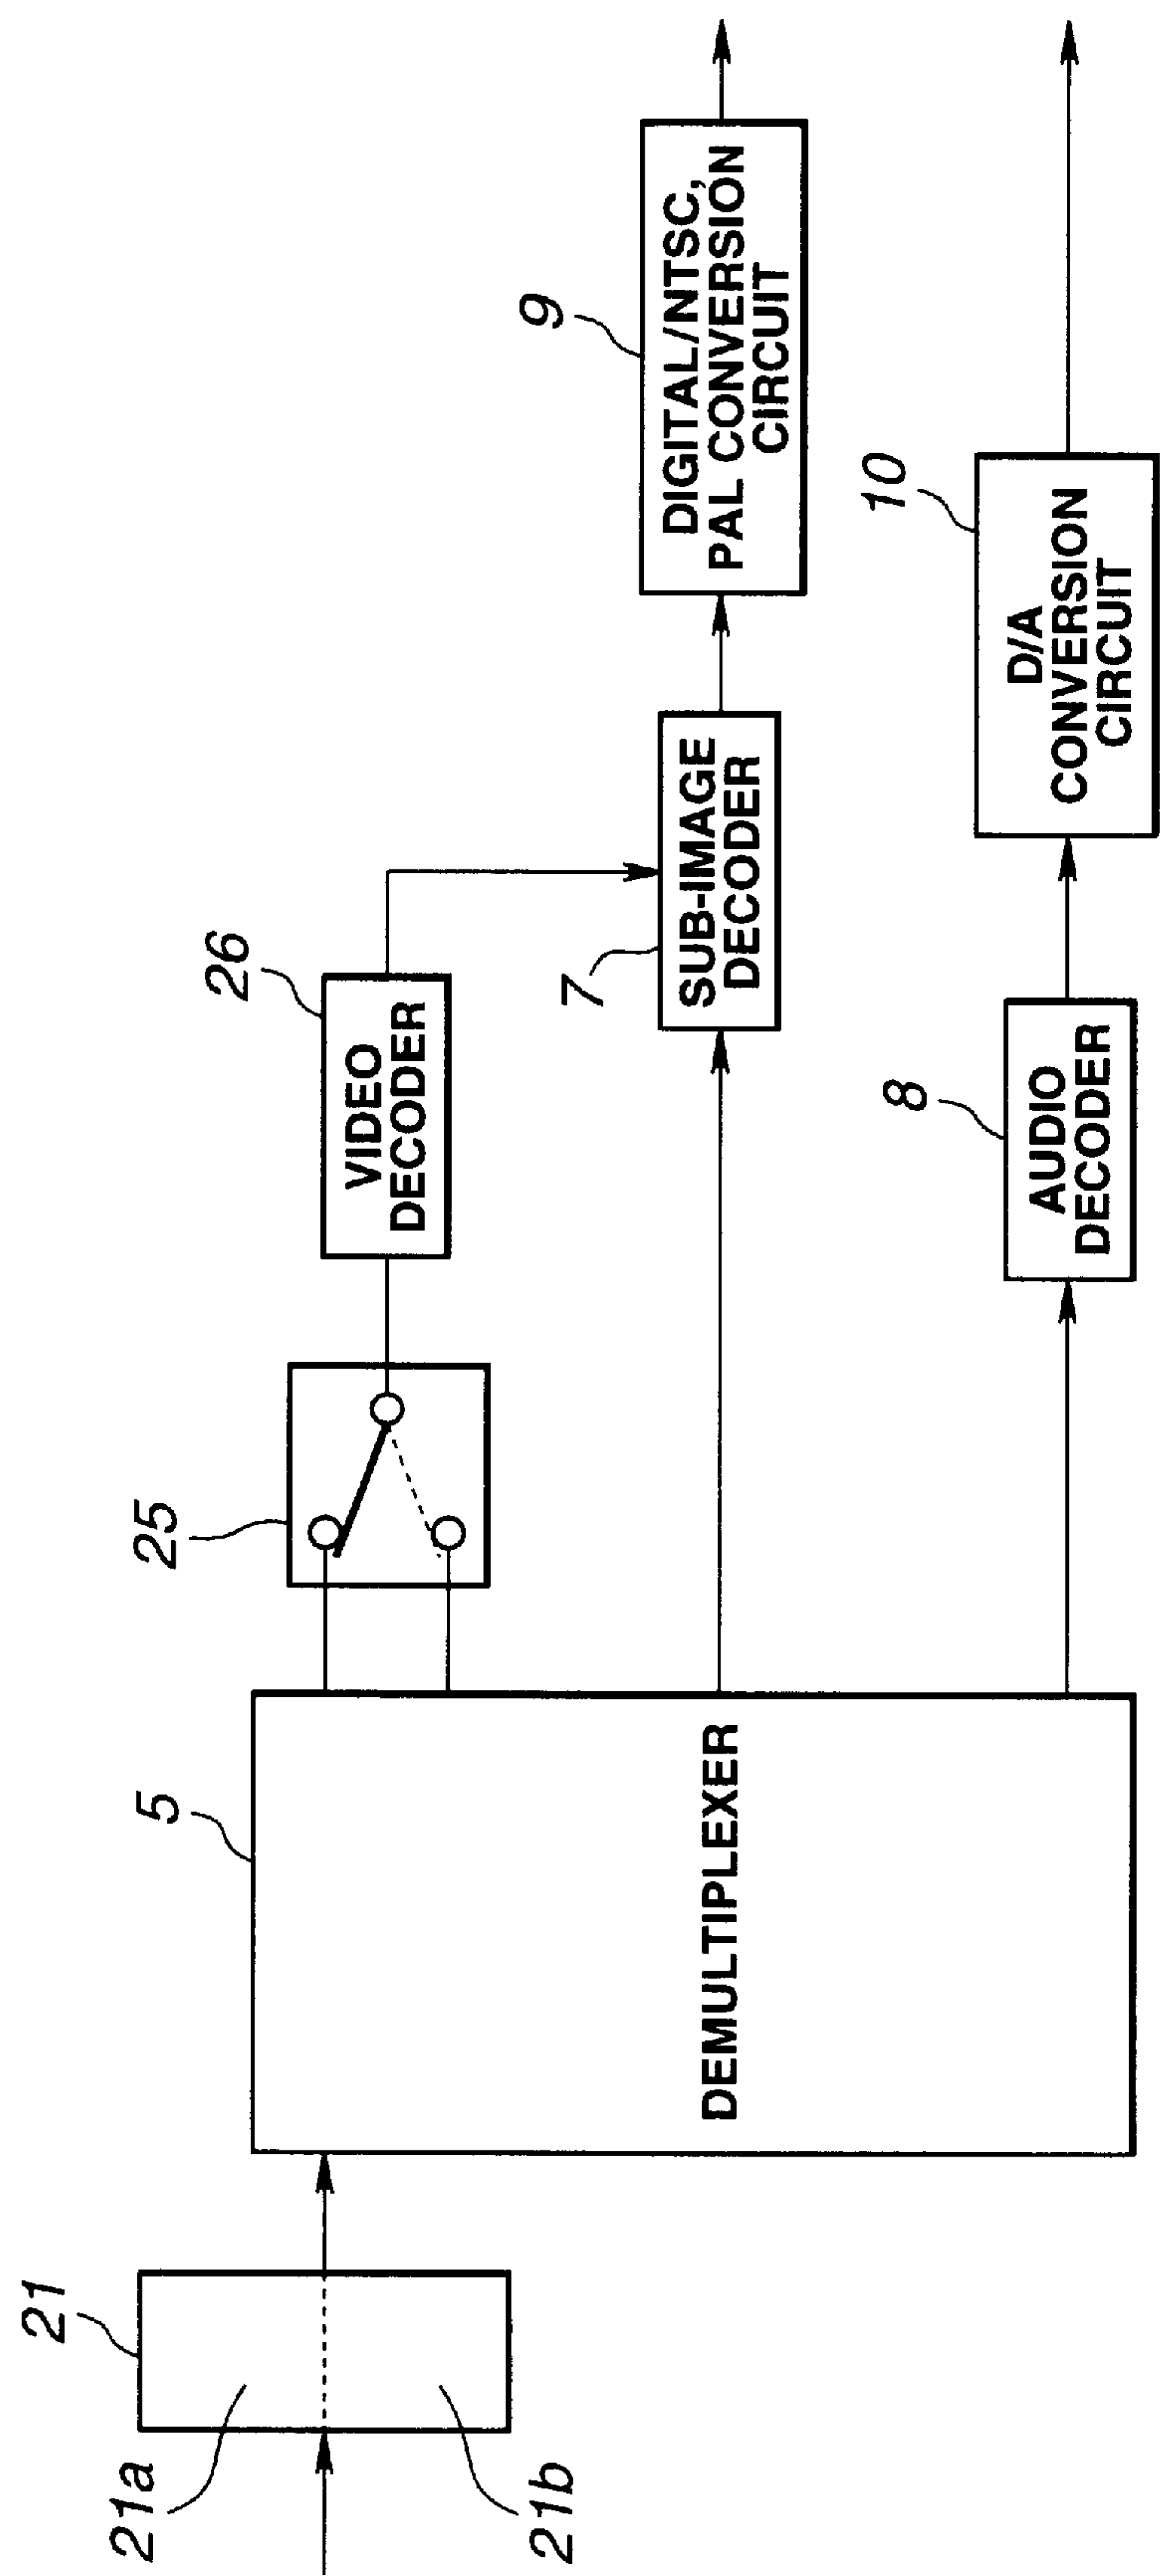 21
21a
21b
5
DEMULTIPLEXER
25
26
VIDEO
DECODER
7
SUB-IMAGE
DECODER
9
DIGITAL/NTSC,
PAL CONVERSION
CIRCUIT
8
AUDIO
DECODER
10
D/A
CONVERSION
CIRCUIT